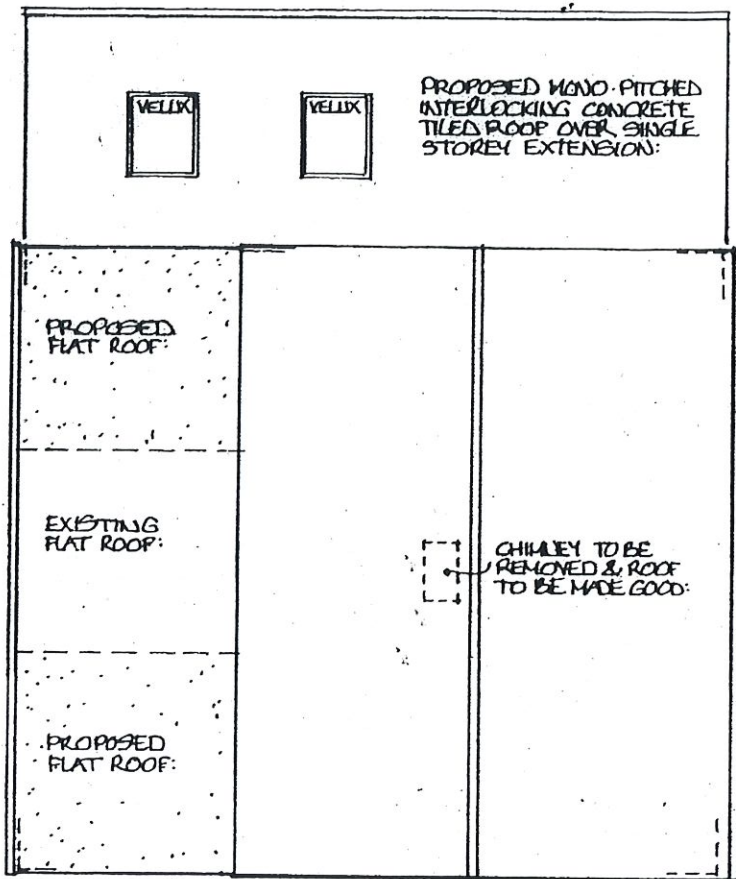 VELUX
VELUX
PROPOSED MONO-PITCHED
INTERLOCKING CONCRETE
TILED ROOF OVER SINGLE
STOREY EXTENSION:
PROPOSED
FLAT ROOF:
EXISTING
FLAT ROOF:
CHIMNEY TO BE
REMOVED & ROOF
TO BE MADE GOOD:
PROPOSED
FLAT ROOF: